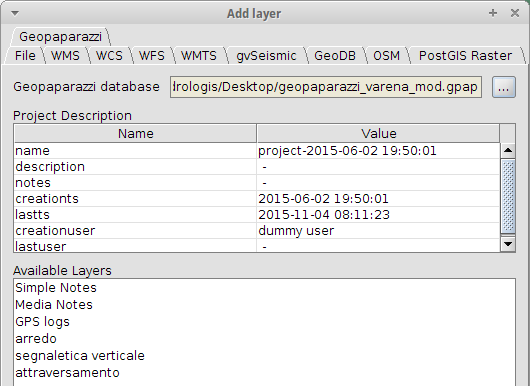 Add layer
Geopaparazzi
File WMS WCS WFS WMTS gvSeismic GeoDB OSM PostGIS Raster
Geopaparazzi database drologis/Desktop/geopaparazzi_varena_mod.gpap ...
Project Description
Name Value
name project-2015-06-02 19:50:01
description -
notes -
creationts 2015-06-02 19:50:01
lastts 2015-11-04 08:11:23
creationuser dummy user
lastuser -
Available Layers
Simple Notes
Media Notes
GPS logs
arredo
segnaletica verticale
attraversamento